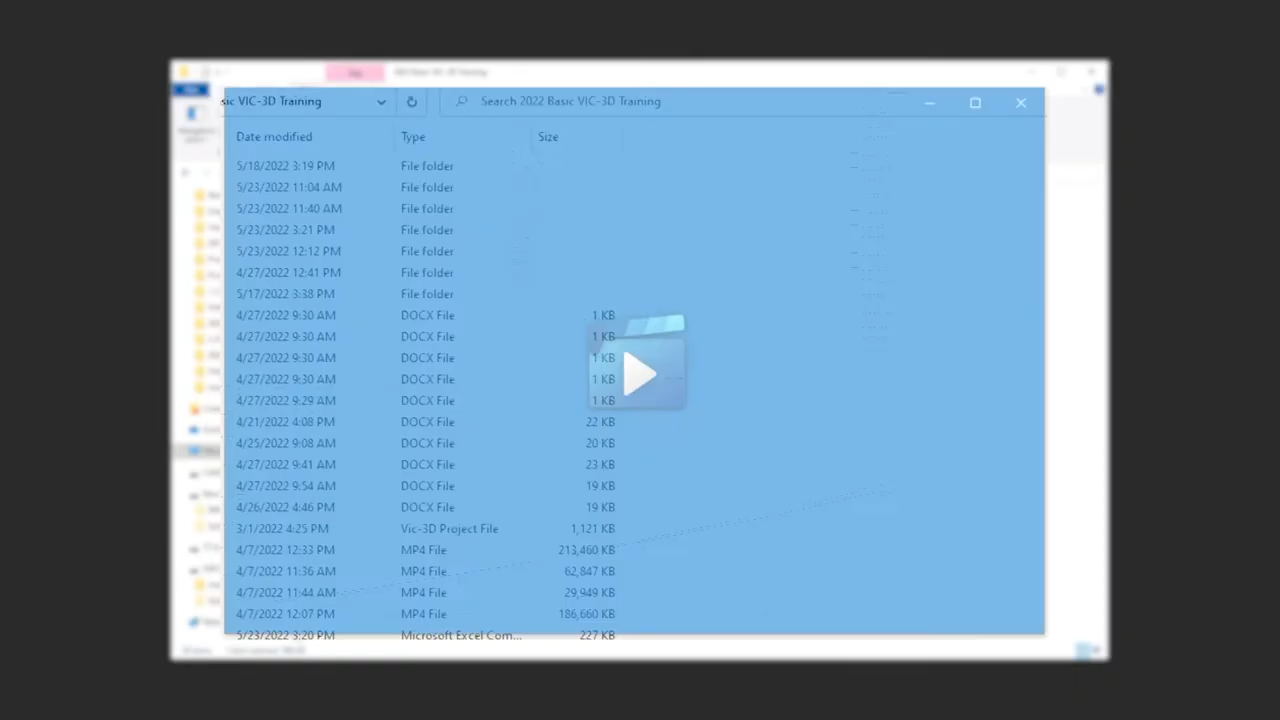 sic VIC-3D Training Search 2022 Basic VIC-3D Training
Date modified Type Size
5/18/2022 3:19 PM File folder
5/23/2022 11:04 AM File folder
5/23/2022 11:40 AM File folder
5/23/2022 3:21 PM File folder
5/23/2022 12:12 PM File folder
4/27/2022 12:41 PM File folder
5/17/2022 3:38 PM File folder
4/27/2022 9:30 AM DOCX File 1 KB
4/27/2022 9:30 AM DOCX File 1 KB
4/27/2022 9:30 AM DOCX File 1 KB
4/27/2022 9:30 AM DOCX File 1 KB
4/27/2022 9:29 AM DOCX File 1 KB
4/21/2022 4:08 PM DOCX File 22 KB
4/25/2022 9:08 AM DOCX File 20 KB
4/27/2022 9:41 AM DOCX File 23 KB
4/27/2022 9:54 AM DOCX File 19 KB
4/26/2022 4:46 PM DOCX File 19 KB
3/1/2022 4:25 PM Vic-3D Project File 1,121 KB
4/7/2022 12:33 PM MP4 File 213,460 KB
4/7/2022 11:36 AM MP4 File 62,847 KB
4/7/2022 11:44 AM MP4 File 29,949 KB
4/7/2022 12:07 PM MP4 File 186,660 KB
5/23/2022 3:20 PM Microsoft Excel Com... 227 KB